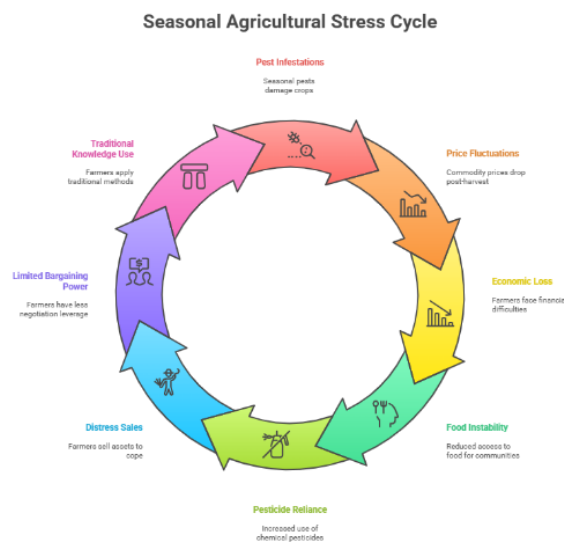 Seasonal Agricultural Stress Cycle
Pest Infestations
Seasonal pests
damage crops
Price Fluctuations
Commodity prices drop
post-harvest
Economic Loss
Farmers face financial
difficulties
Food Instability
Reduced access to
food for communities
Pesticide Reliance
Increased use of
chemical pesticides
Distress Sales
Farmers sell assets to
cope
Limited Bargaining
Power
Farmers have less
negotiation leverage
Traditional
Knowledge Use
Farmers apply
traditional methods